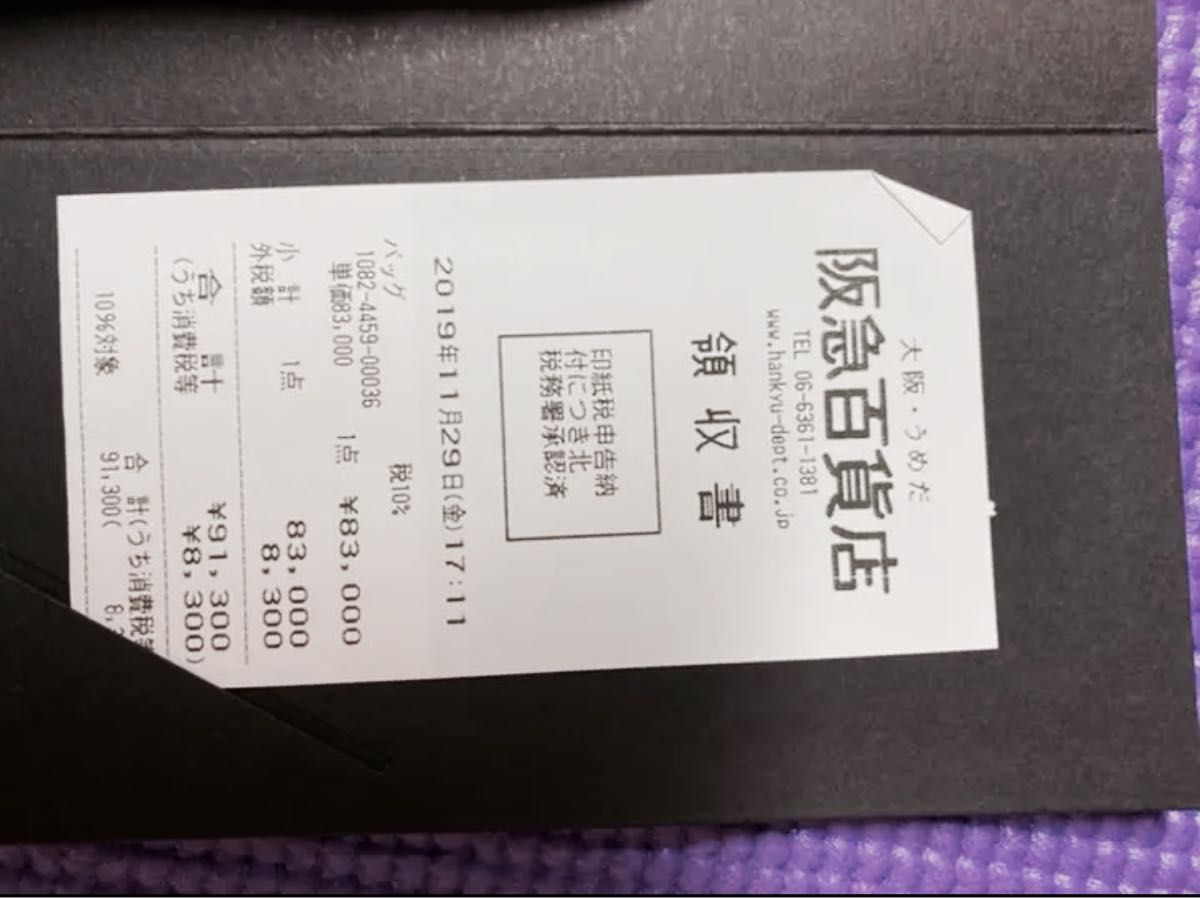 大阪・うめだ
阪急百貨店
TEL 06-6361-1381
www.hankyu-dept.co.jp
領収書
印紙税申告納
付につき北
税務署承認済
2019年11月29日(金)17:11
税10%
バッグ
1082-4459-00036
単価83,000 1点 ¥83,000
小計 1点 83,000
外税額 8,300
合計 ¥91,300
(うち消費税等 ¥8,300)
合 計(うち消費税等
10%対象 91,300( 8,